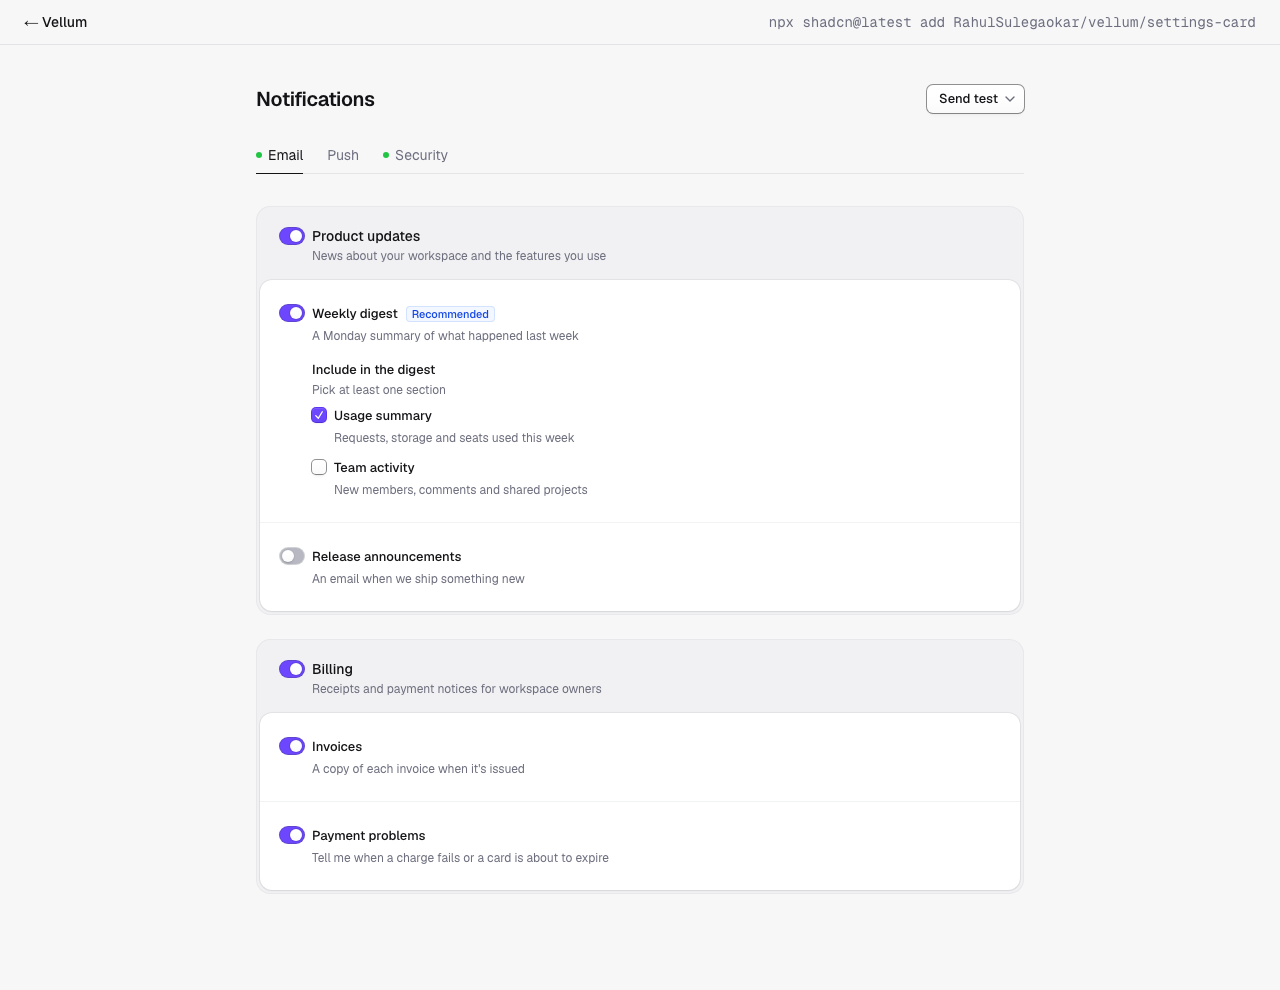 ← Vellum
npx shadcn@latest add RahulSulegaokar/vellum/settings-card
Notifications
Send test
Email
Push
Security
Product updates
News about your workspace and the features you use
Weekly digest Recommended
A Monday summary of what happened last week
Include in the digest
Pick at least one section
Usage summary
Requests, storage and seats used this week
Team activity
New members, comments and shared projects
Release announcements
An email when we ship something new
Billing
Receipts and payment notices for workspace owners
Invoices
A copy of each invoice when it's issued
Payment problems
Tell me when a charge fails or a card is about to expire